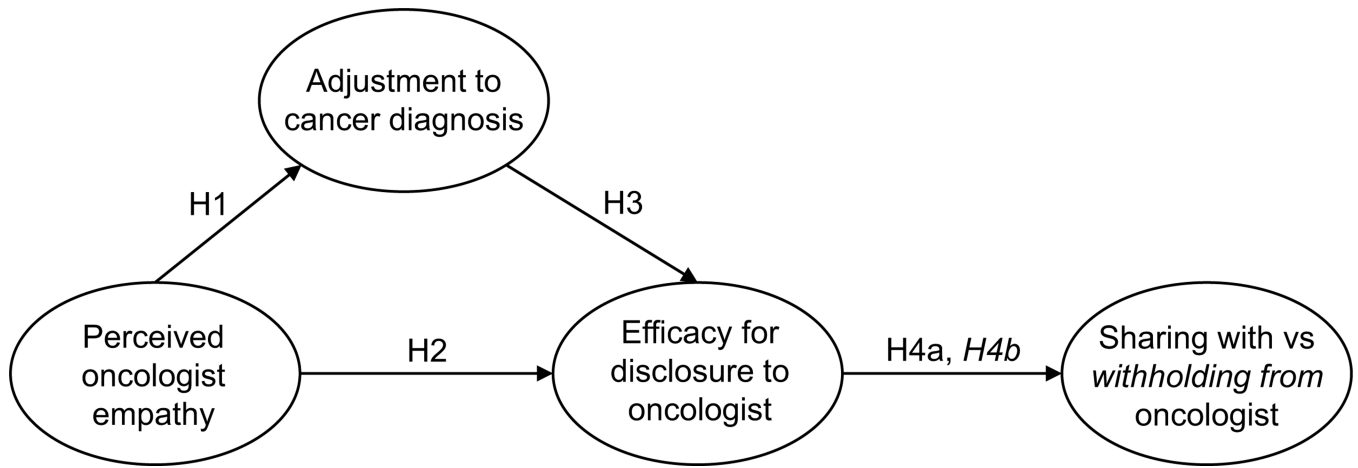 Adjustment to
cancer diagnosis
H1
H3
Perceived
oncologist
empathy
H2
Efficacy for
disclosure to
oncologist
H4a, H4b
Sharing with vs
withholding from
oncologist